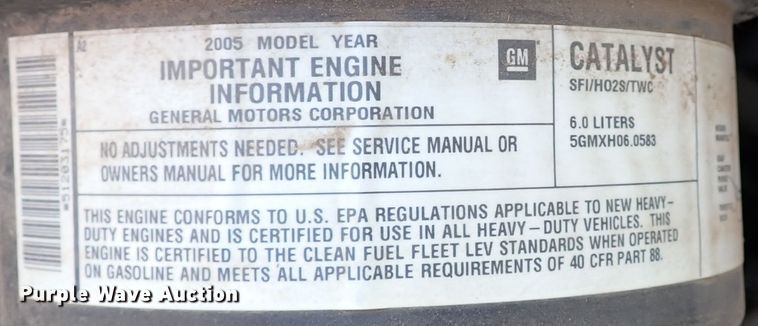 A2
2005 MODEL YEAR
IMPORTANT ENGINE
INFORMATION
GENERAL MOTORS CORPORATION
GM
CATALYST
SFI/HO2S/TWC
6.0 LITERS
5GMXH06.0583
NO ADJUSTMENTS NEEDED. SEE SERVICE MANUAL OR
OWNERS MANUAL FOR MORE INFORMATION.
THIS ENGINE CONFORMS TO U.S. EPA REGULATIONS APPLICABLE TO NEW HEAVY-
DUTY ENGINES AND IS CERTIFIED FOR USE IN ALL HEAVY-DUTY VEHICLES. THIS
ENGINE IS CERTIFIED TO THE CLEAN FUEL FLEET LEV STANDARDS WHEN OPERATED
ON GASOLINE AND MEETS ALL APPLICABLE REQUIREMENTS OF 40 CFR PART 88.
*51203175*
Purple Wave Auction